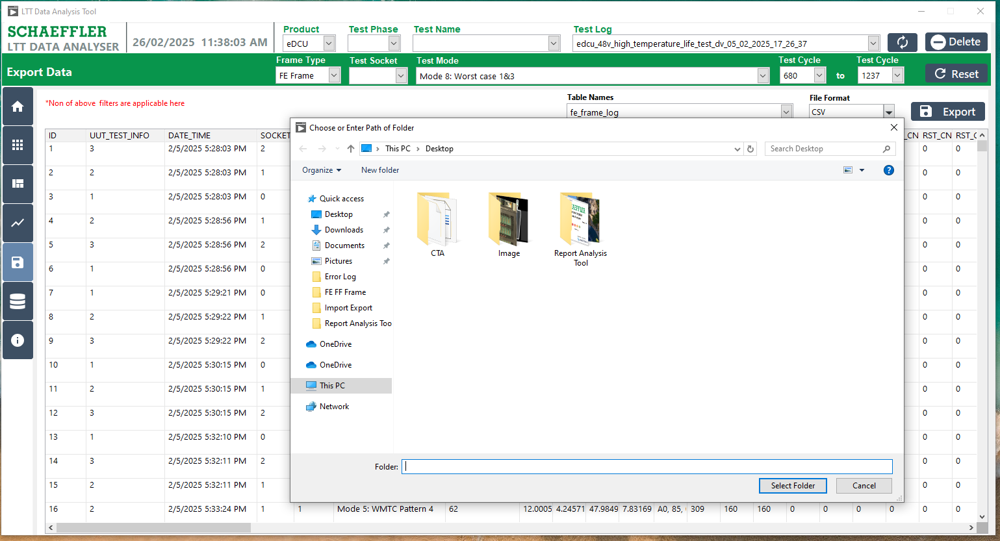 LTT Data Analysis Tool
SCHAEFFLER
LTT DATA ANALYSER
26/02/2025 11:38:03 AM
Product
eDCU
Test Phase
Test Name
Test Log
edcu_48v_high_temperature_life_test_dv_05_02_2025_17_26_37
Delete
Export Data
Frame Type
FE Frame
Test Socket
Test Mode
Mode 8: Worst case 1&3
Test Cycle
680
to
Test Cycle
1237
Reset
*Non of above filters are applicable here
Table Names
fe_frame_log
File Format
CSV
Export
ID UUT_TEST_INFO DATE_TIME SOCKET _CN RST_CN RST_C
1 3 2/5/2025 5:28:03 PM 2 0 0
2 2 2/5/2025 5:28:03 PM 1 0 0
3 1 2/5/2025 5:28:03 PM 0 0 0
4 2 2/5/2025 5:28:56 PM 1 0 0
5 3 2/5/2025 5:28:56 PM 2 0 0
6 1 2/5/2025 5:28:56 PM 0 0 0
7 1 2/5/2025 5:29:21 PM 0 0 0
8 2 2/5/2025 5:29:22 PM 1 0 0
9 3 2/5/2025 5:29:22 PM 2 0 0
10 1 2/5/2025 5:30:15 PM 0 0 0
11 2 2/5/2025 5:30:15 PM 1 0 0
12 3 2/5/2025 5:30:15 PM 2 0 0
13 1 2/5/2025 5:32:10 PM 0 0 0
14 3 2/5/2025 5:32:11 PM 2 0 0
15 2 2/5/2025 5:32:11 PM 1 0 0
16 2 2/5/2025 5:33:24 PM 1 1 Mode 5: WMTC Pattern 4 62 12.0005 4.24571 47.9849 7.83169 A0, 85, 309 160 160 0 0 0 0 0 0
Choose or Enter Path of Folder
This PC > Desktop
Search Desktop
Organize
New folder
Quick access
Desktop
Downloads
Documents
Pictures
Error Log
FE FF Frame
Import Export
Report Analysis Too
OneDrive
OneDrive
This PC
Network
CTA
Image
SCHAEFFLER
Report Analysis
Tool
Folder:
Select Folder
Cancel